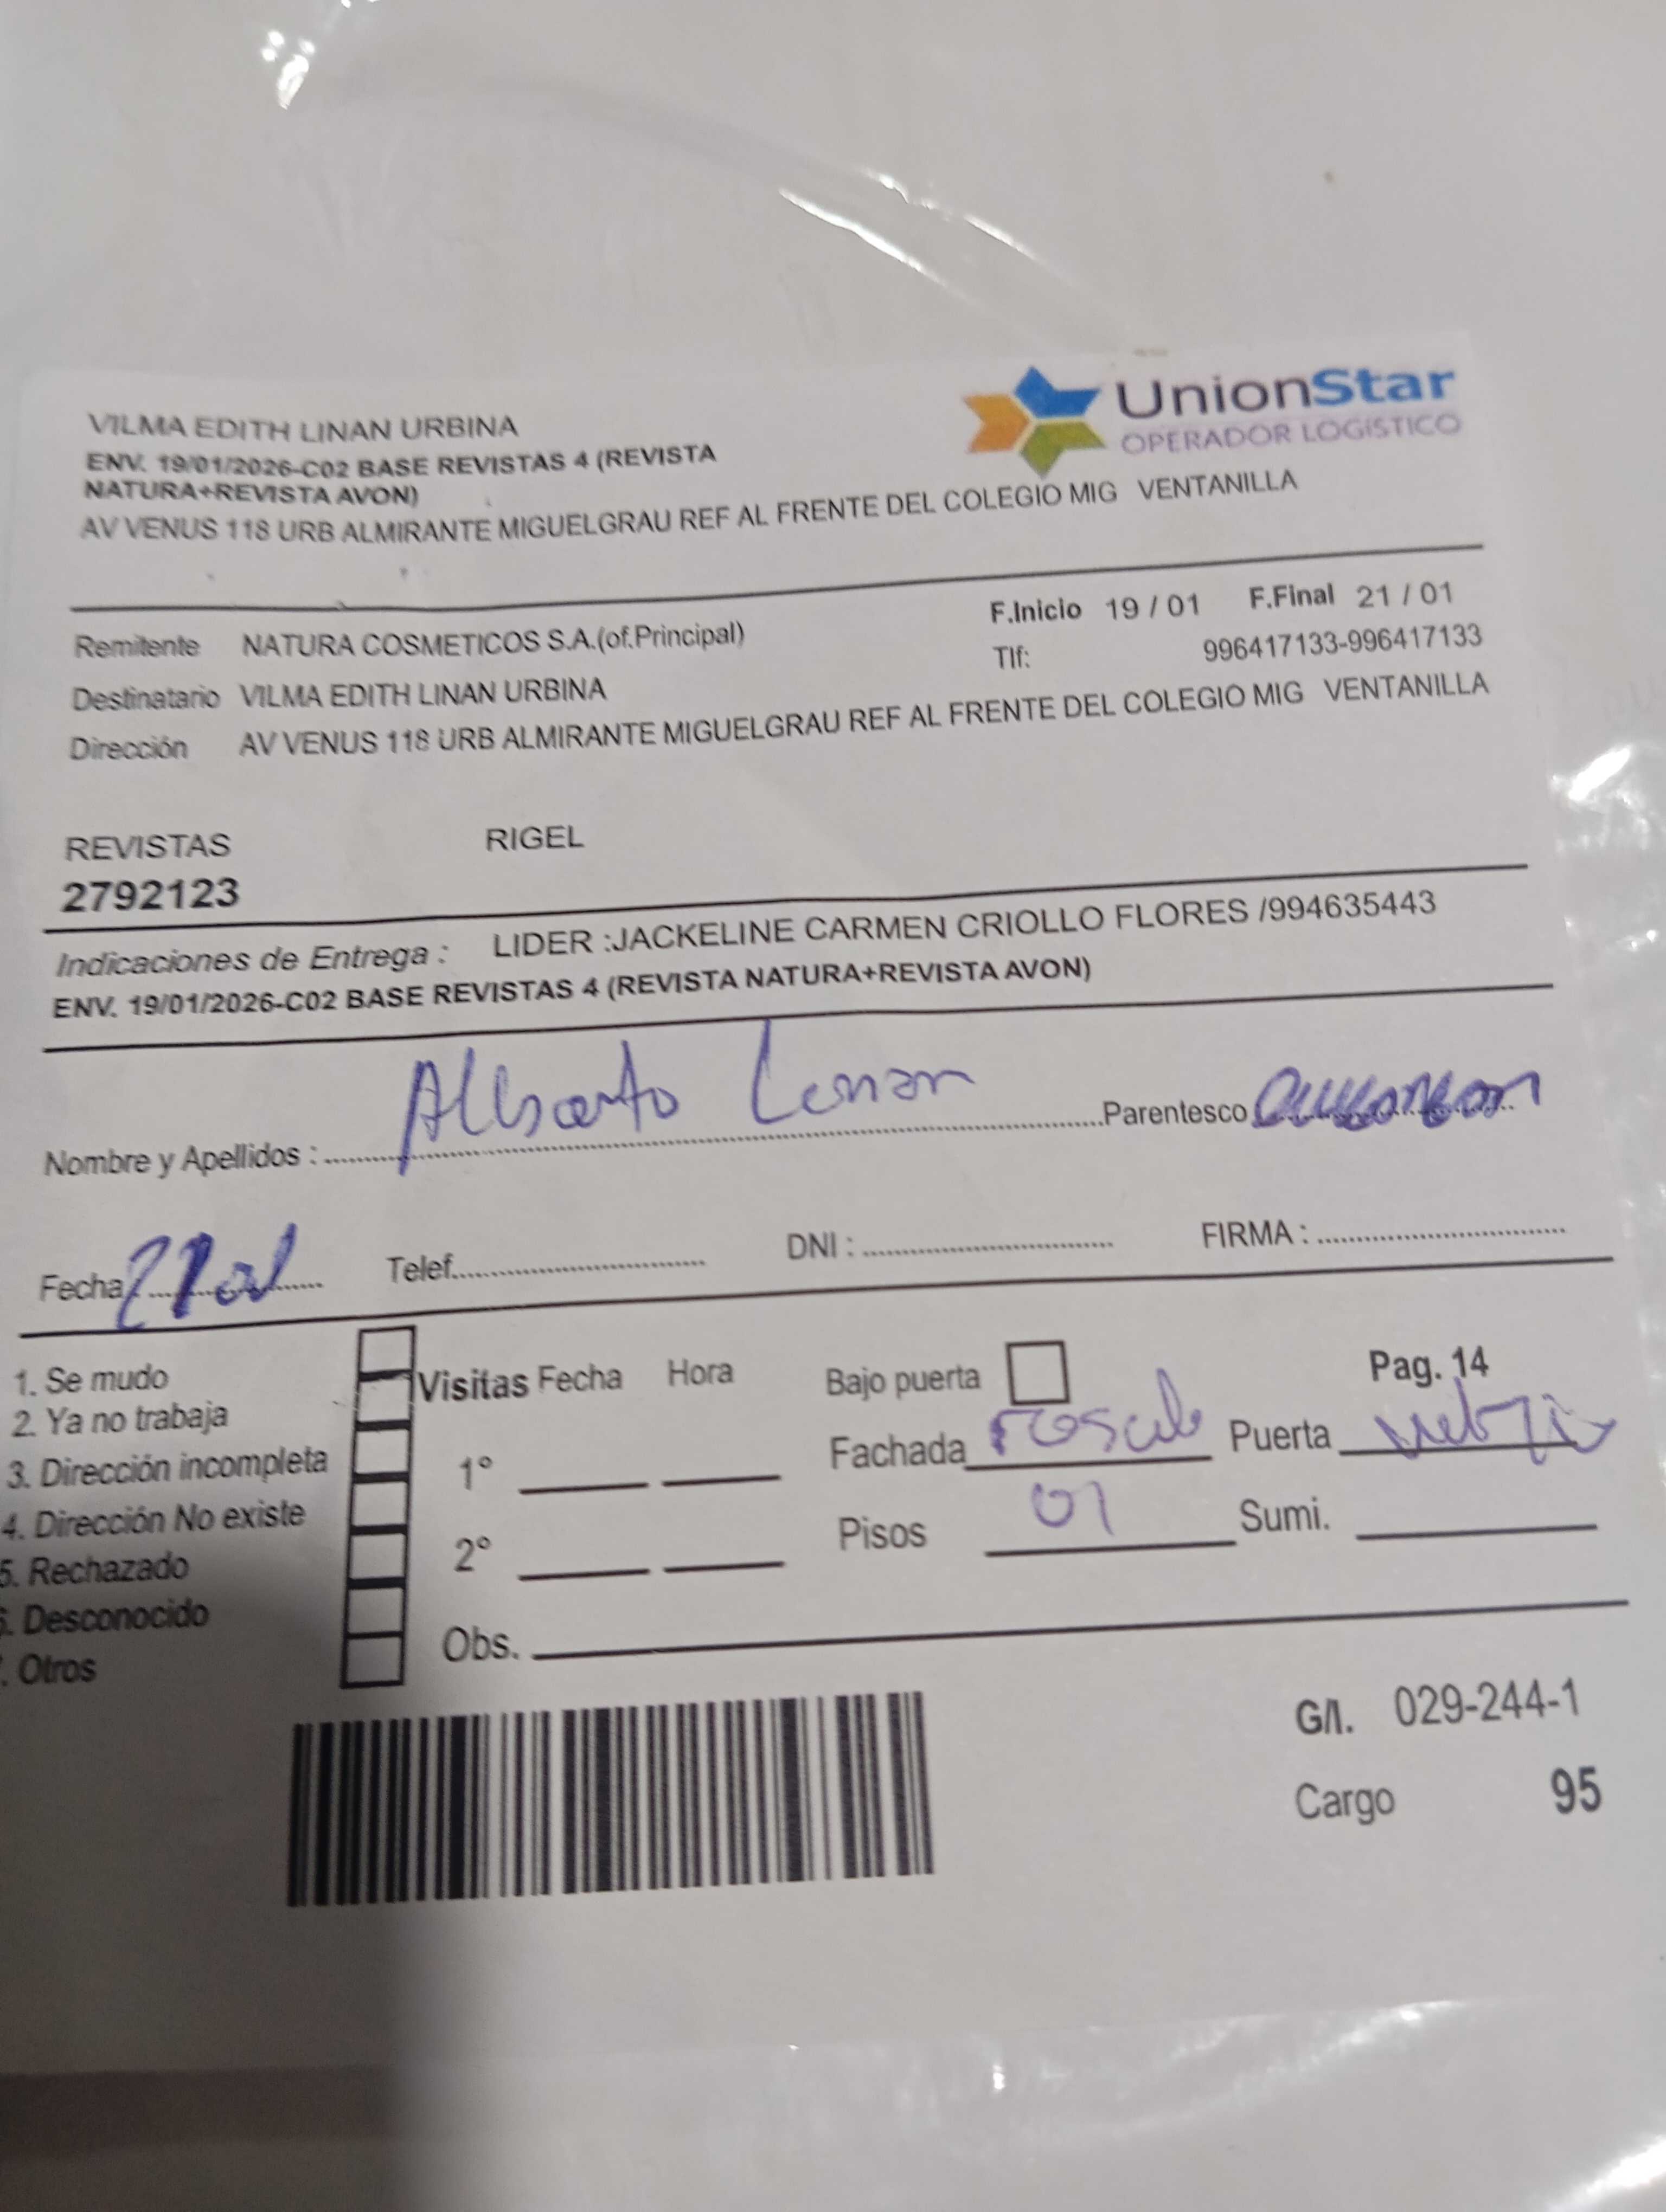 VILMA EDITH LINAN URBINA
ENV. 19/01/2026-C02 BASE REVISTAS 4 (REVISTA
NATURA+REVISTA AVON)
AV VENUS 118 URB ALMIRANTE MIGUELGRAU REF AL FRENTE DEL COLEGIO MIG VENTANILLA
UnionStar
OPERADOR LOGÍSTICO
F.Inicio 19 / 01 F.Final 21 / 01
Remitente NATURA COSMETICOS S.A.(of.Principal)
Tlf: 996417133-996417133
Destinatario VILMA EDITH LINAN URBINA
Dirección AV VENUS 118 URB ALMIRANTE MIGUELGRAU REF AL FRENTE DEL COLEGIO MIG VENTANILLA
REVISTAS RIGEL
2792123
Indicaciones de Entrega : LIDER :JACKELINE CARMEN CRIOLLO FLORES /994635443
ENV. 19/01/2026-C02 BASE REVISTAS 4 (REVISTA NATURA+REVISTA AVON)
Nombre y Apellidos : Alberto Linan Parentesco
Fecha Telef. DNI : FIRMA :
1. Se mudo
2. Ya no trabaja
3. Dirección incompleta
4. Dirección No existe
5. Rechazado
6. Desconocido
. Otros
Visitas Fecha Hora
1°
2°
Obs.
Bajo puerta Pag. 14
Fachada Puerta
Pisos 01 Sumi.
G/I. 029-244-1
Cargo 95